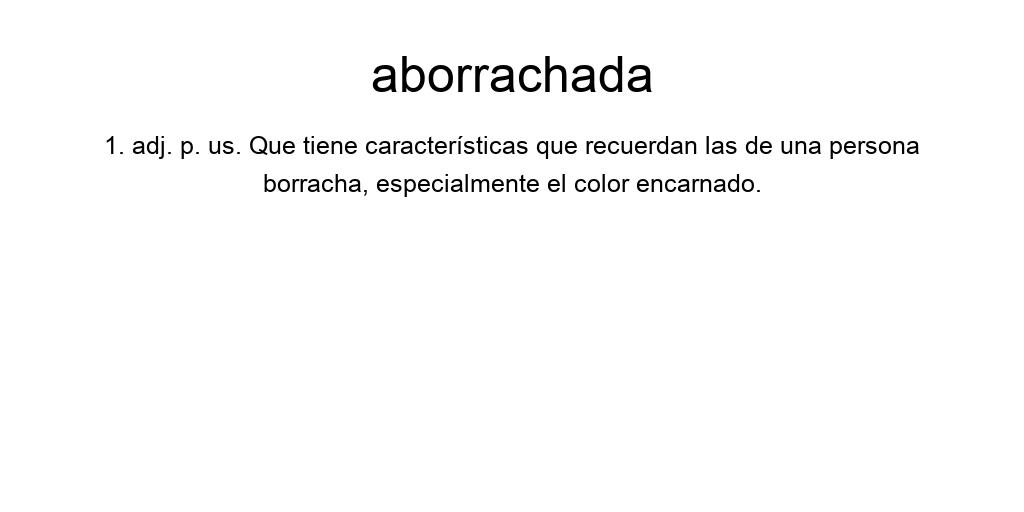 aborrachada
1. adj. p. us. Que tiene características que recuerdan las de una persona
borracha, especialmente el color encarnado.